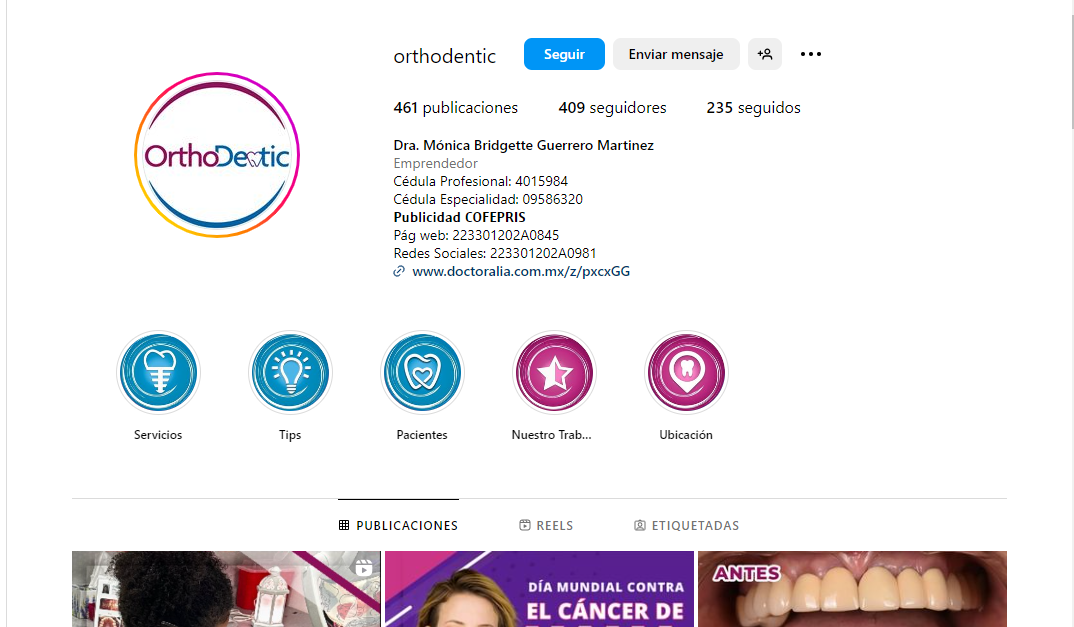 orthodentic
Seguir
Enviar mensaje
461 publicaciones
409 seguidores
235 seguidos
OrthoDentic
Dra. Mónica Bridgette Guerrero Martinez
Emprendedor
Cédula Profesional: 4015984
Cédula Especialidad: 09586320
Publicidad COFEPRIS
Pág web: 223301202A0845
Redes Sociales: 223301202A0981
www.doctoralia.com.mx/z/pxcxGG
Servicios
Tips
Pacientes
Nuestro Trab...
Ubicación
PUBLICACIONES
REELS
ETIQUETADAS
DÍA MUNDIAL CONTRA
EL CÁNCER DE
ANTES